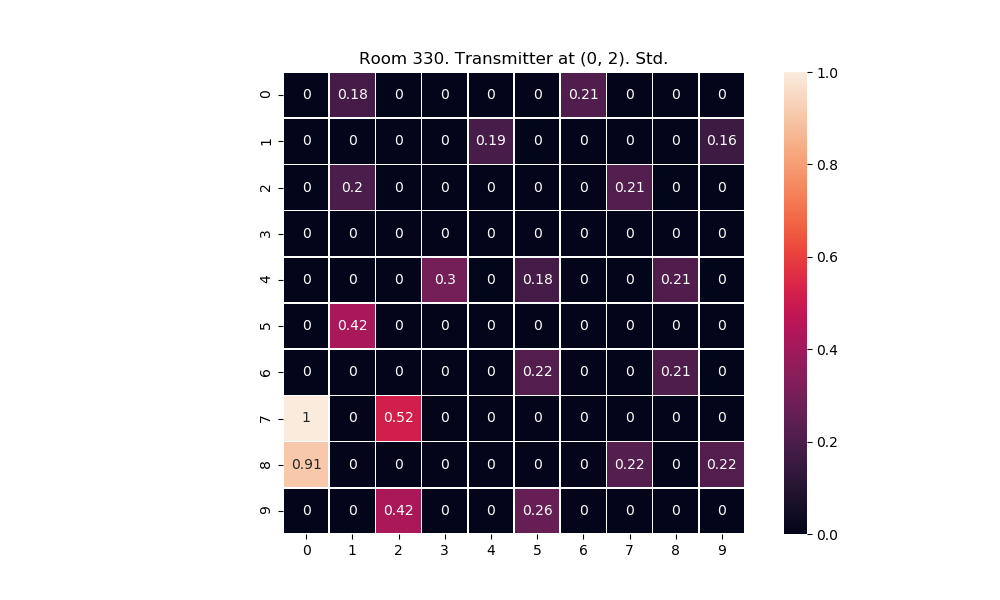 Room 330. Transmitter at (0, 2). Std.
0 0 0.18 0 0 0 0 0.21 0 0 0
1 0 0 0 0 0.19 0 0 0 0 0.16
2 0 0.2 0 0 0 0 0 0.21 0 0
3 0 0 0 0 0 0 0 0 0 0
4 0 0 0 0.3 0 0.18 0 0 0.21 0
5 0 0.42 0 0 0 0 0 0 0 0
6 0 0 0 0 0 0.22 0 0 0.21 0
7 1 0 0.52 0 0 0 0 0 0 0
8 0.91 0 0 0 0 0 0 0.22 0 0.22
9 0 0 0.42 0 0 0.26 0 0 0 0
0 1 2 3 4 5 6 7 8 9
1.0
0.8
0.6
0.4
0.2
0.0